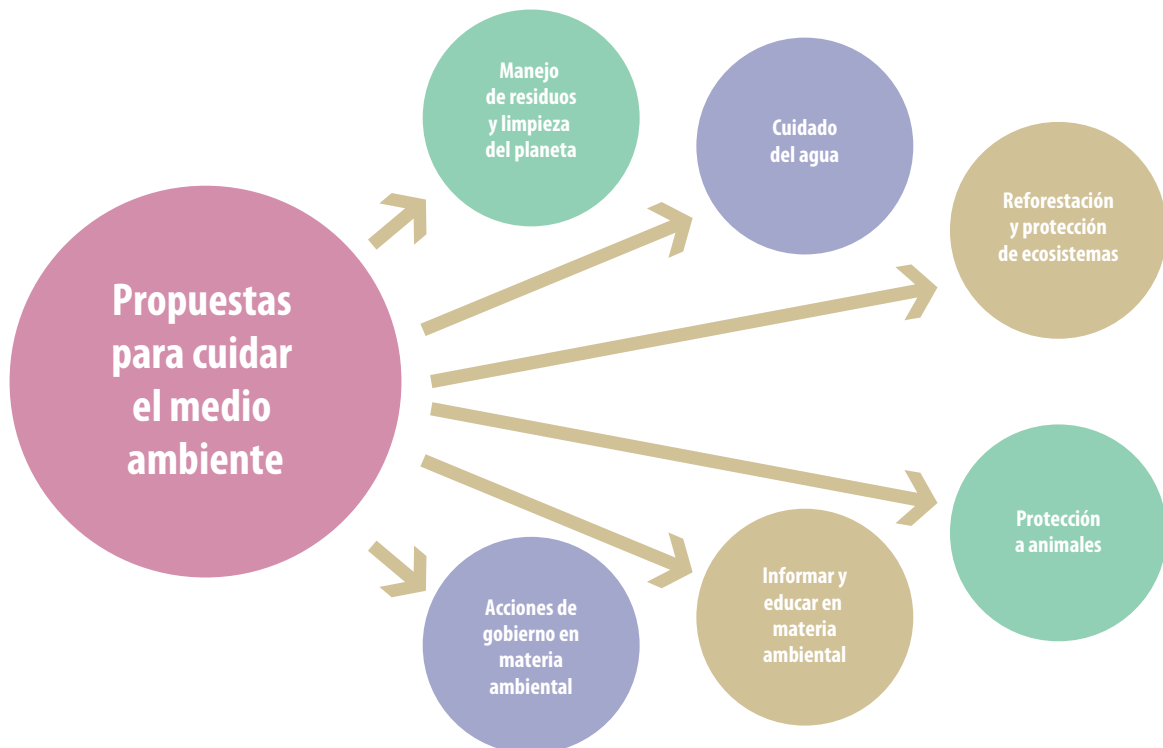 Propuestas
para cuidar
el medio
ambiente
Manejo
de residuos
y limpieza
del planeta
Cuidado
del agua
Reforestación
y protección
de ecosistemas
Protección
a animales
Informar y
educar en
materia
ambiental
Acciones de
gobierno en
materia
ambiental